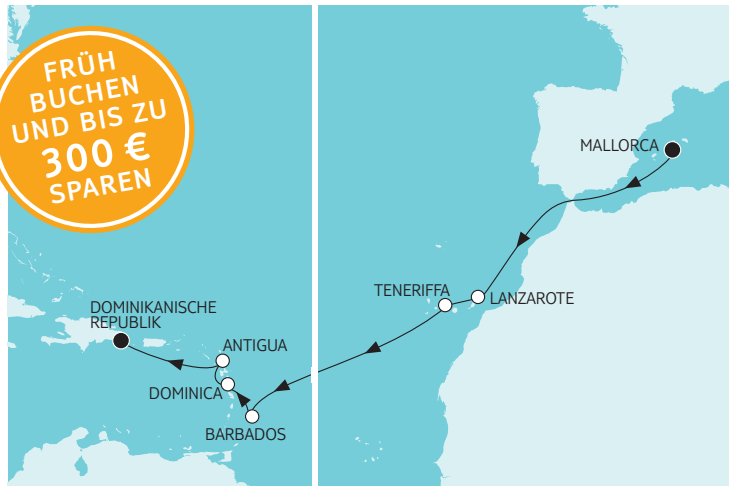 FRÜH
BUCHEN
UND BIS ZU
300 €
SPAREN
MALLORCA
TENERIFFA
LANZAROTE
DOMINIKANISCHE
REPUBLIK
ANTIGUA
DOMINICA
BARBADOS